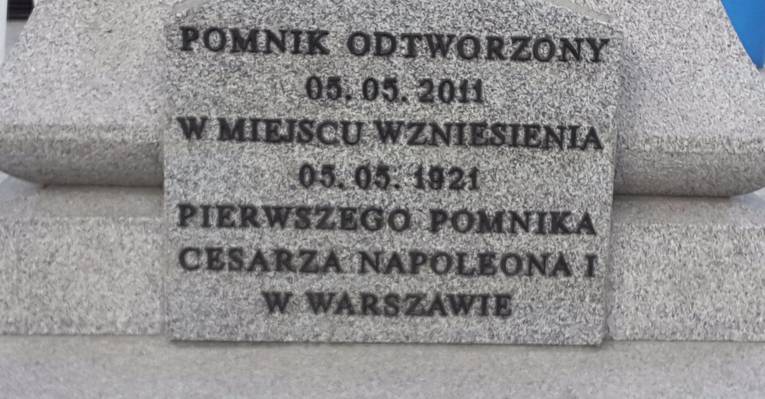 POMNIK ODTWORZONY
05.05.2011
W MIEJSCU WZNIESIENIA
05.05.1921
PIERWSZEGO POMNIKA
CESARZA NAPOLEONA I
W WARSZAWIE